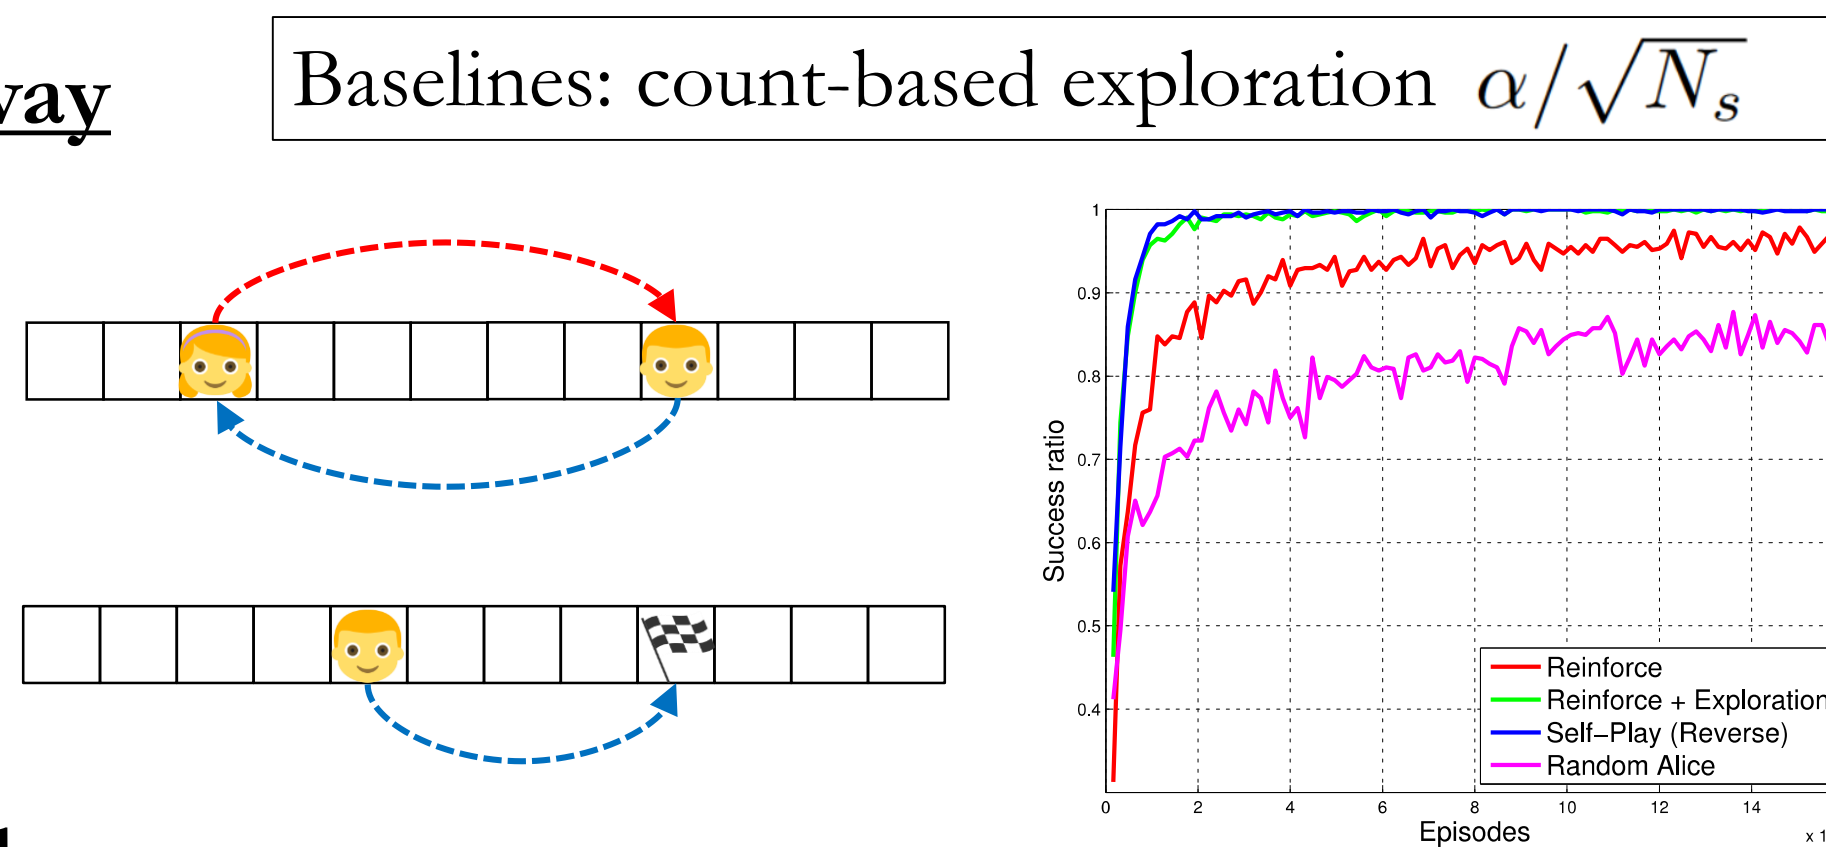 Baselines: count-based exploration α/√N_s
1
0.9
0.8
0.7
0.6
0.5
0.4
Success ratio
Reinforce
Reinforce + Exploration
Self−Play (Reverse)
Random Alice
0 2 4 6 8 10 12 14
Episodes